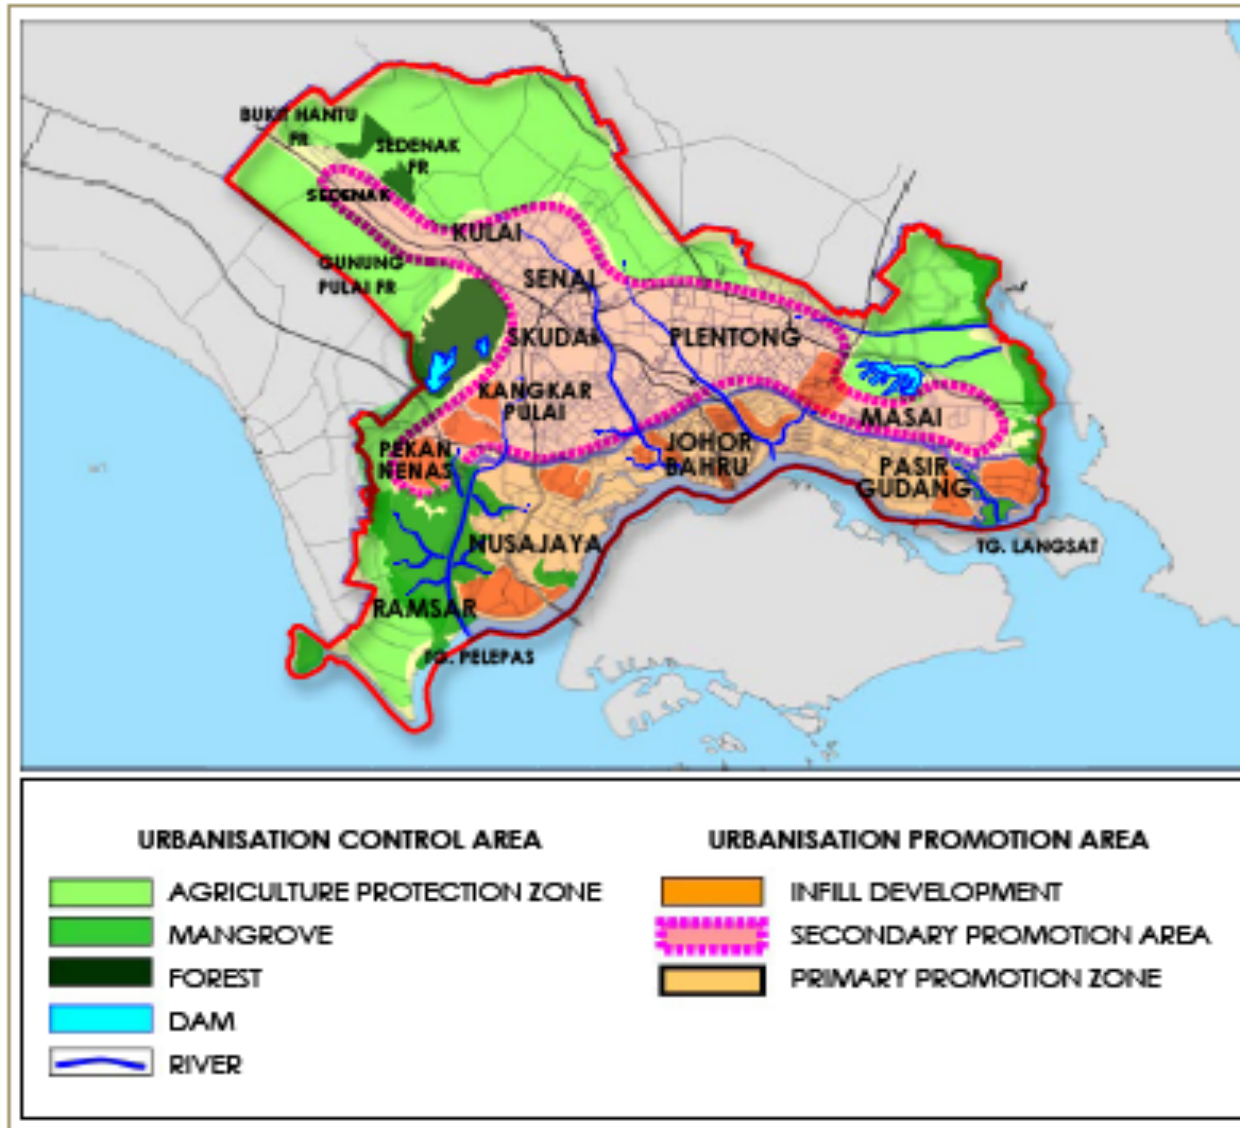 BUKIT HANTU
FR
SEDENAK
FR
SEDENAK
KULAI
GUNUNG
PULAI FR
SENAI
SKUDAI
PLENTONG
KANGKAR
PULAI
MASAI
PEKAN
NENAS
JOHOR
BAHRU
PASIR
GUDANG
NUSAJAYA
TG. LANGSAT
RAMSAR
TG. PELEPAS
URBANISATION CONTROL AREA
AGRICULTURE PROTECTION ZONE
MANGROVE
FOREST
DAM
RIVER
URBANISATION PROMOTION AREA
INFILL DEVELOPMENT
SECONDARY PROMOTION AREA
PRIMARY PROMOTION ZONE